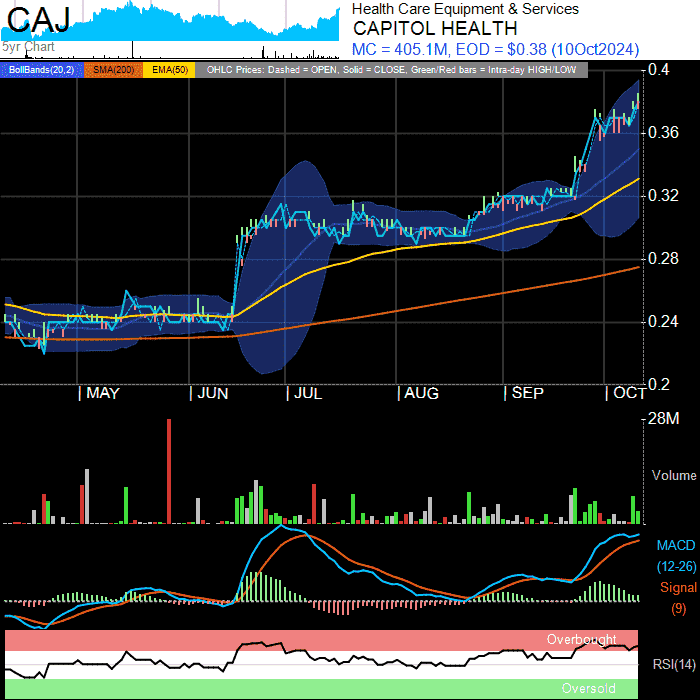 CAJ
5yr Chart
Health Care Equipment & Services
CAPITOL HEALTH
MC = 405.1M, EOD = $0.38 (10Oct2024)
BollBands(20,2) SMA(200) EMA(50) OHLC Prices: Dashed = OPEN, Solid = CLOSE, Green/Red bars = Intra-day HIGH/LOW
0.4
0.36
0.32
0.28
0.24
0.2
| MAY | JUN | JUL | AUG | SEP | OCT
28M
Volume
MACD
(12-26)
Signal
(9)
Overbought
RSI(14)
Oversold